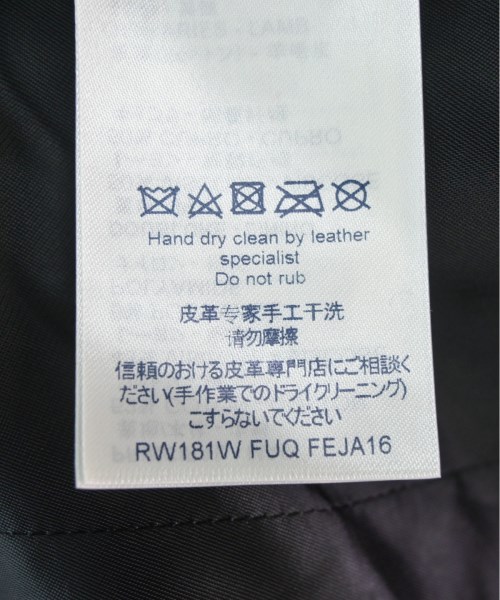 Hand dry clean by leather
specialist
Do not rub
皮革专家手工干洗
请勿摩擦
信頼のおける皮革専門店にご相談く
ださい(手作業でのドライクリーニング)
こすらないでください
RW181W FUQ FEJA16